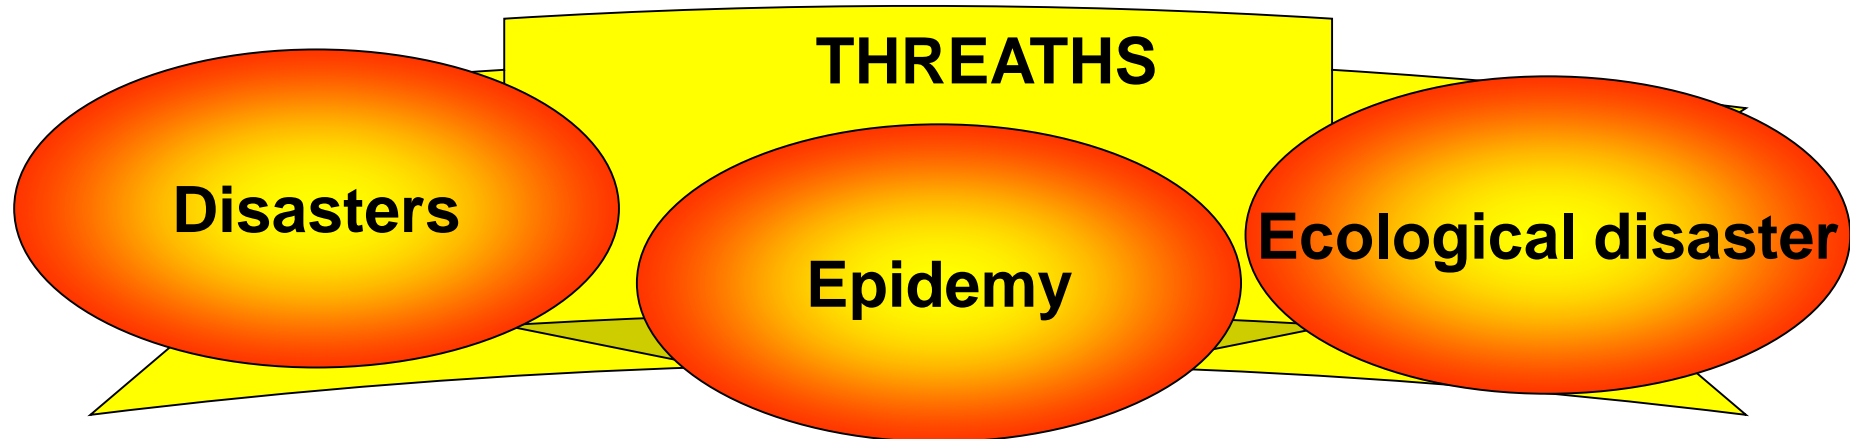 THREATHS
Disasters
Epidemy
Ecological disaster